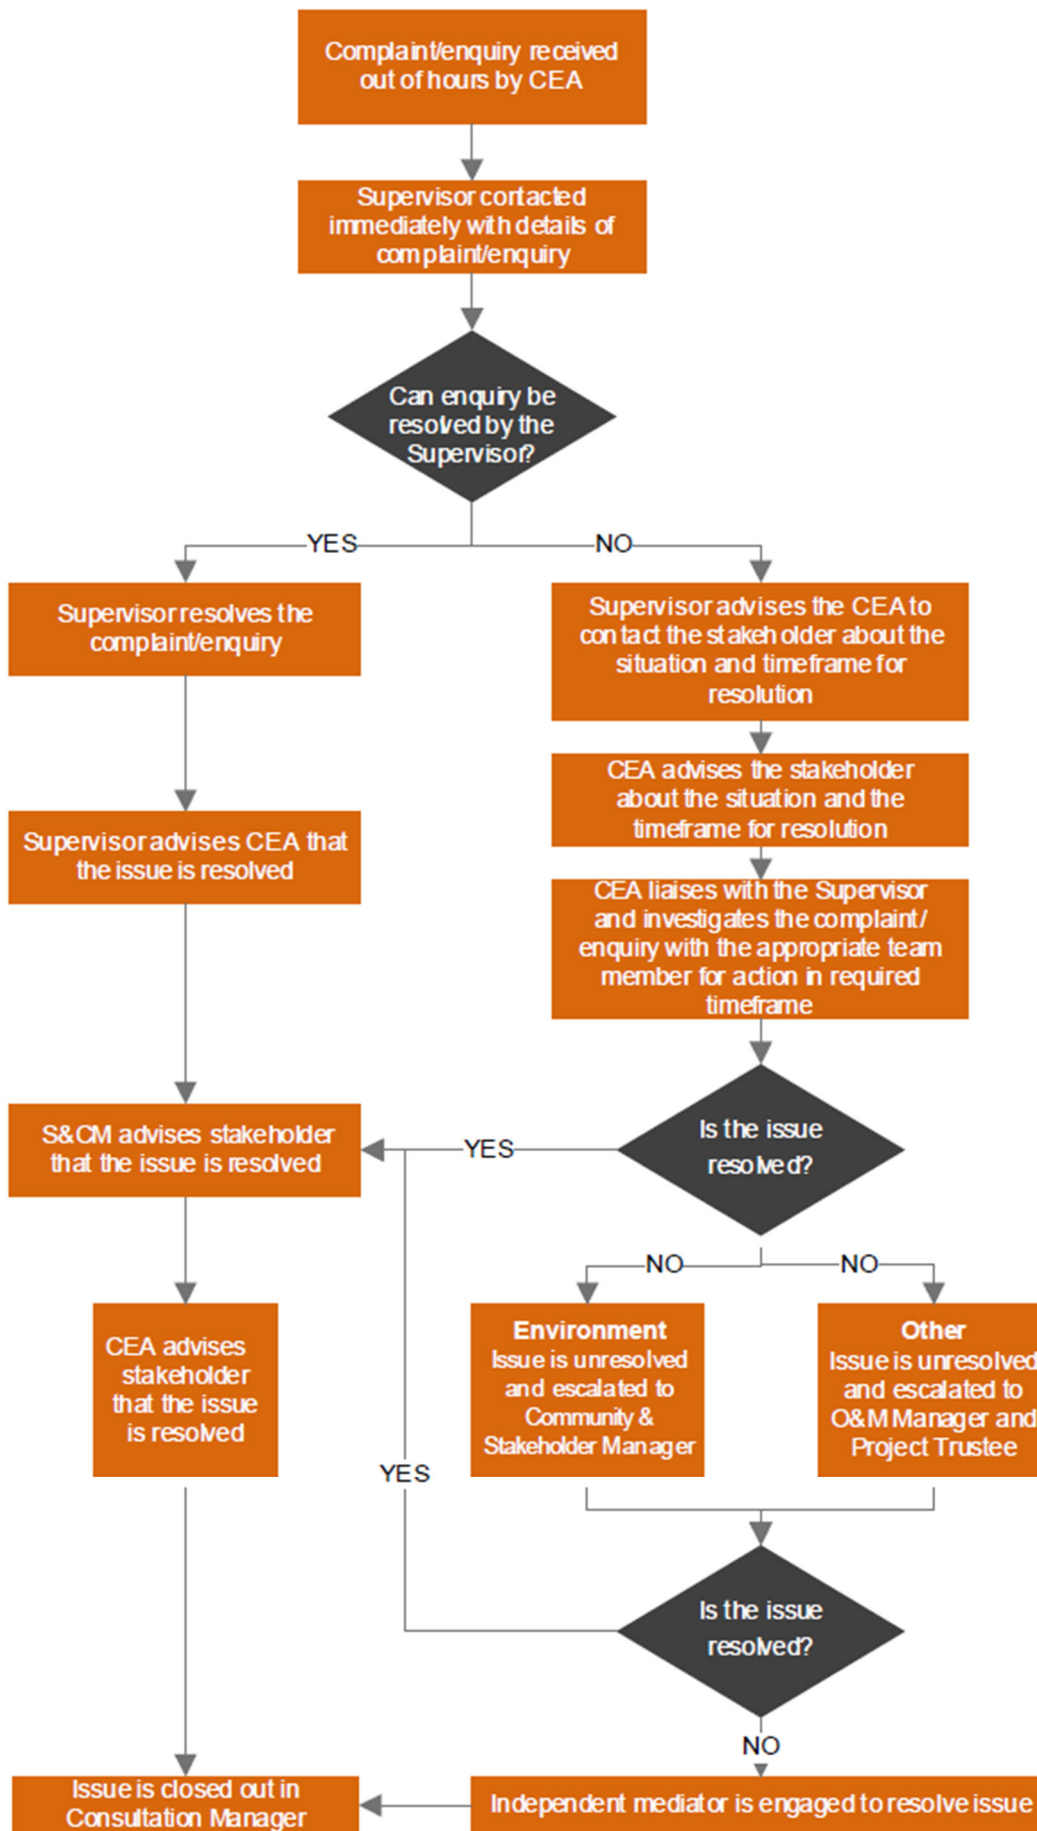 Complaint/enquiry received
out of hours by CEA
Supervisor contacted
immediately with details of
complaint/enquiry
Can enquiry be
resolved by the
Supervisor?
YES
NO
Supervisor resolves the
complaint/enquiry
Supervisor advises the CEA to
contact the stakeholder about the
situation and timeframe for
resolution
CEA advises the stakeholder
about the situation and the
timeframe for resolution
Supervisor advises CEA that
the issue is resolved
CEA liaises with the Supervisor
and investigates the complaint/
enquiry with the appropriate team
member for action in required
timeframe
S&CM advises stakeholder
that the issue is resolved
YES
Is the issue
resolved?
NO
NO
CEA advises
stakeholder
that the issue
is resolved
Environment
Issue is unresolved
and escalated to
Community &
Stakeholder Manager
Other
Issue is unresolved
and escalated to
O&M Manager and
Project Trustee
YES
Is the issue
resolved?
NO
Issue is closed out in
Consultation Manager
Independent mediator is engaged to resolve issue